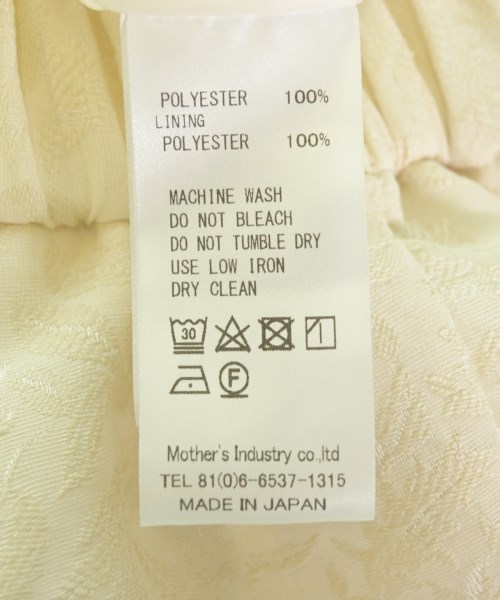 POLYESTER 100%
LINING
POLYESTER 100%
MACHINE WASH
DO NOT BLEACH
DO NOT TUMBLE DRY
USE LOW IRON
DRY CLEAN
30
F
Mother's Industry co.,ltd
TEL 81(0)6-6537-1315
MADE IN JAPAN